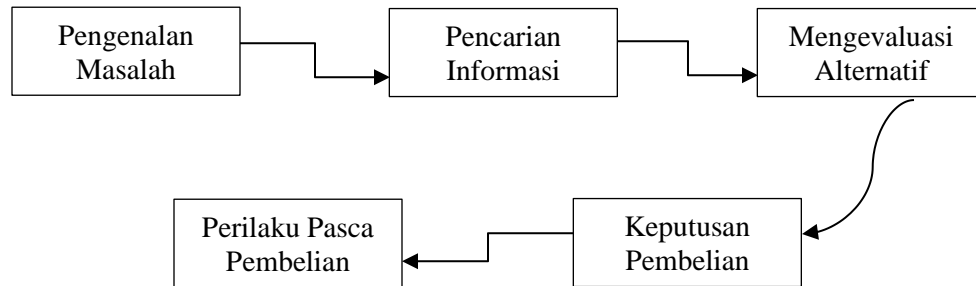 Pengenalan
Masalah
Pencarian
Informasi
Mengevaluasi
Alternatif
Keputusan
Pembelian
Perilaku Pasca
Pembelian